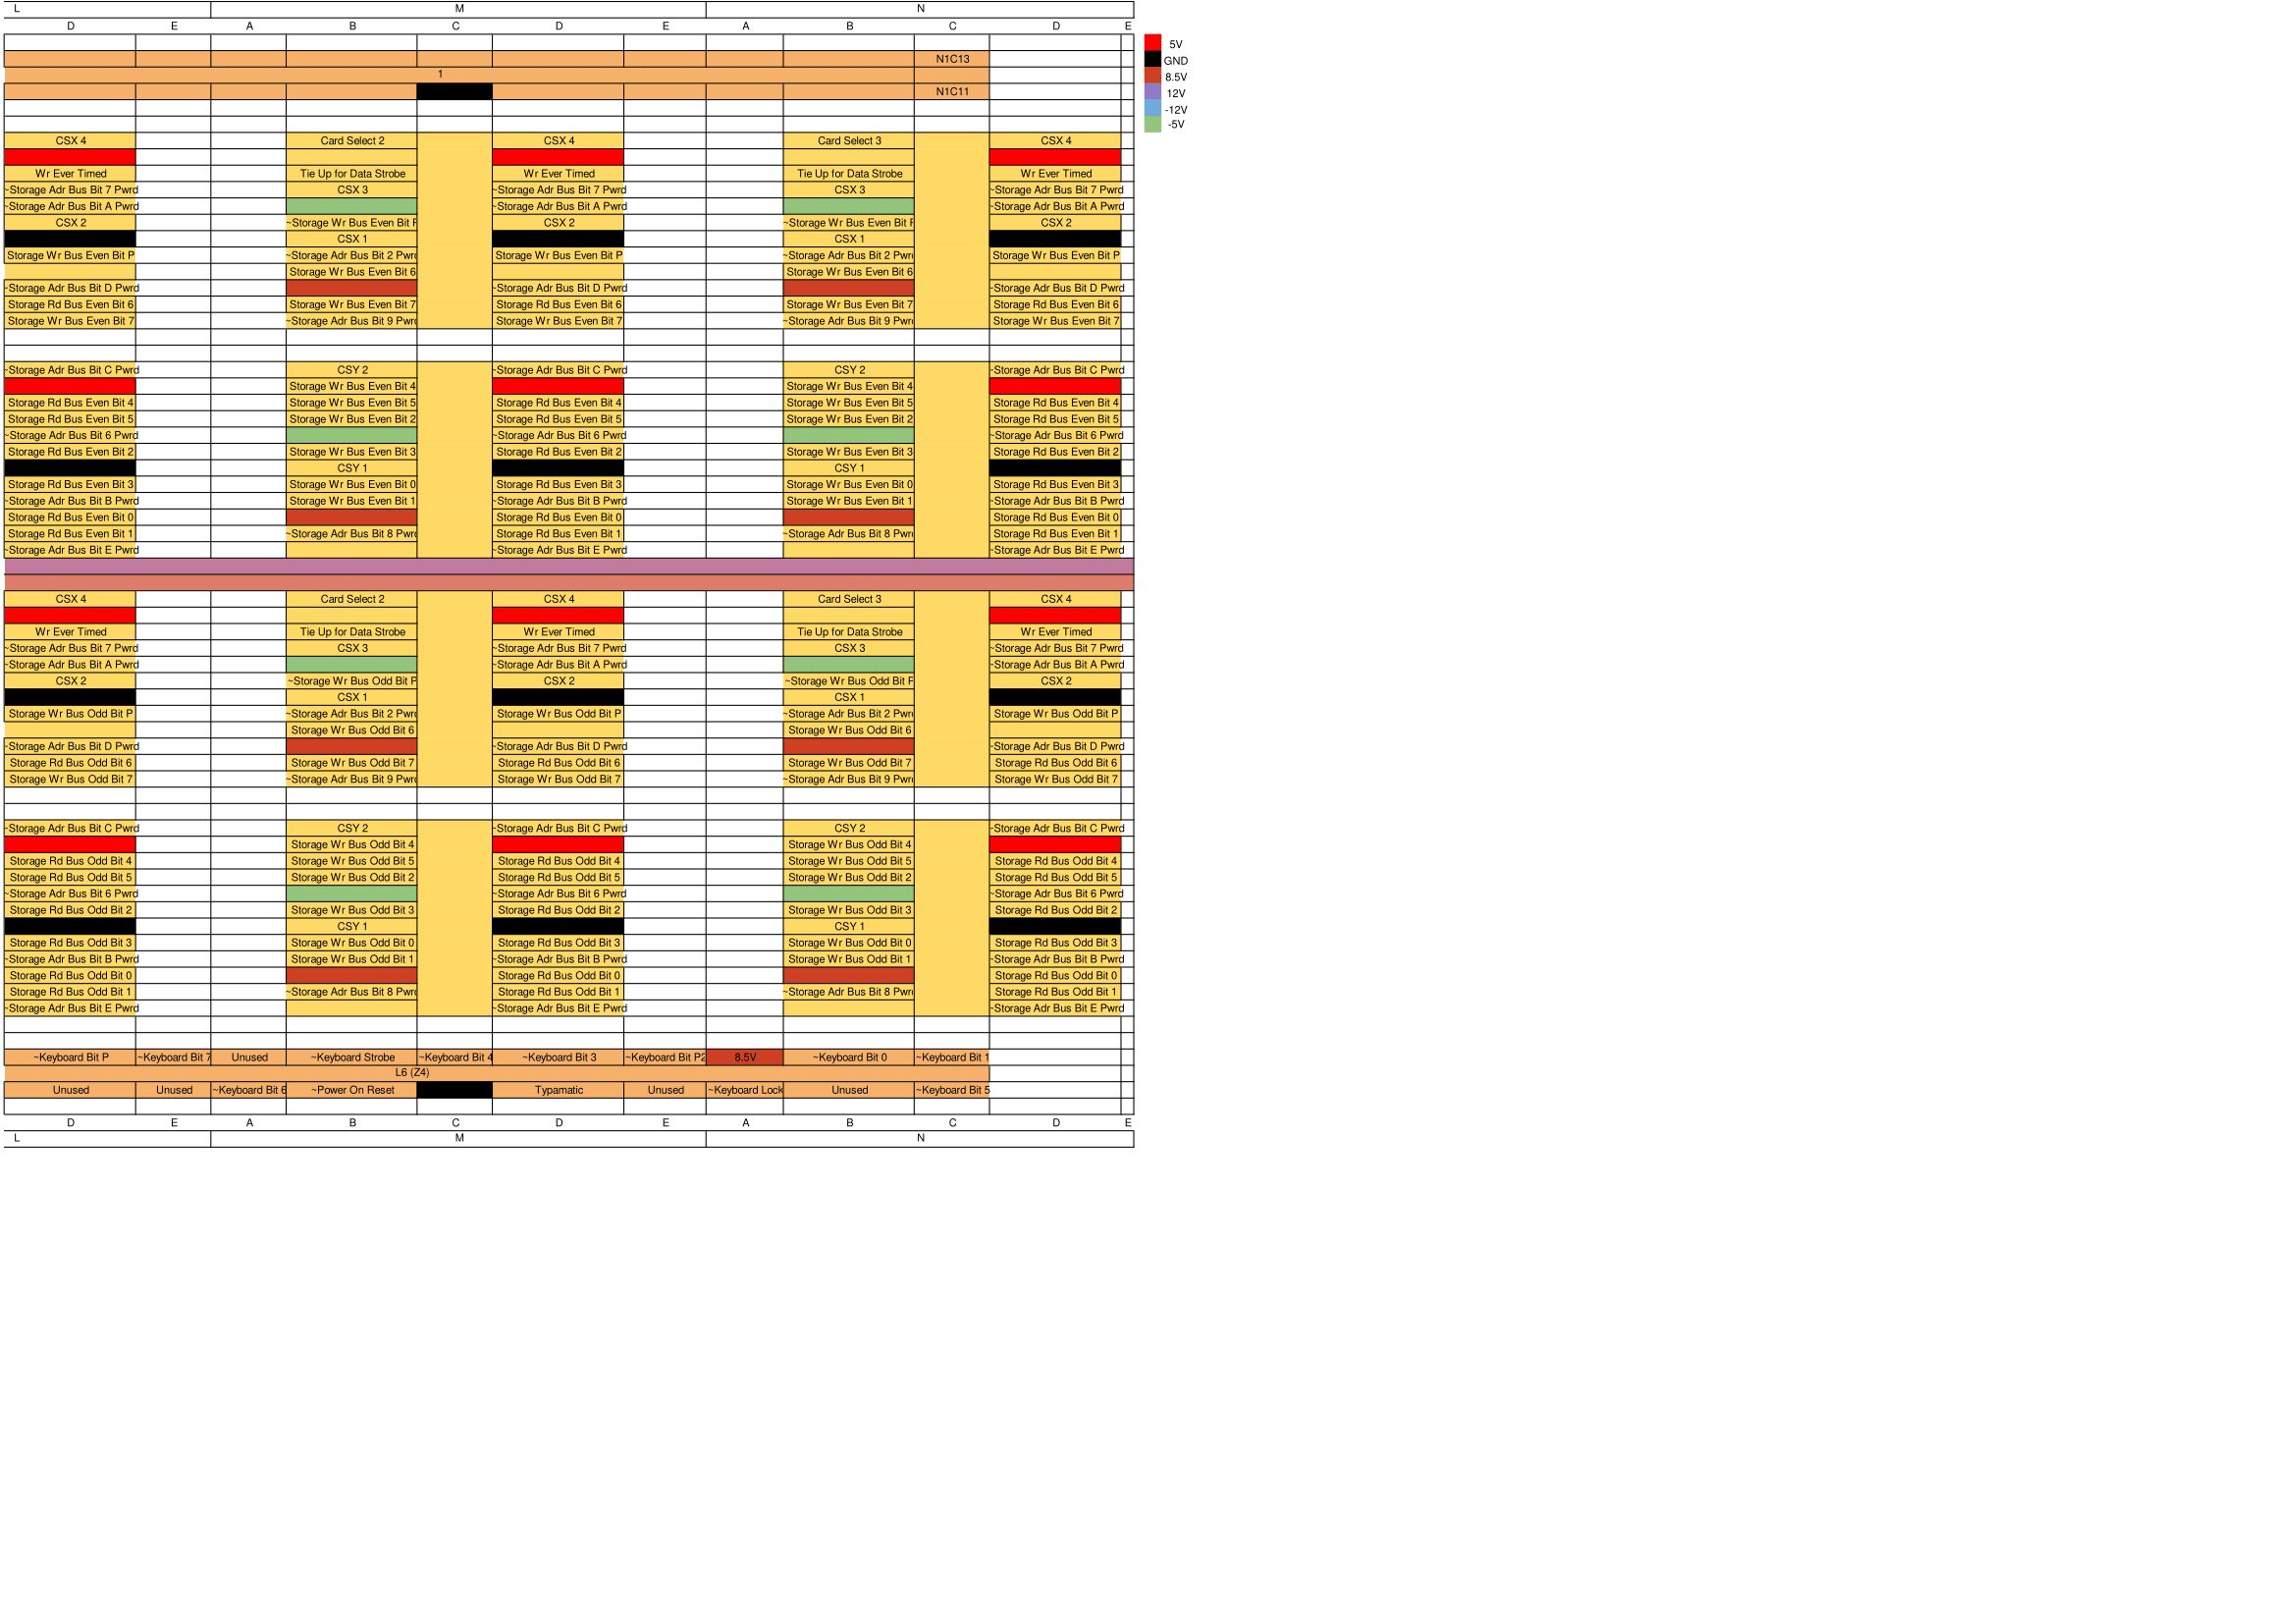 L M N
D E A B C D E A B C D E
5V
N1C13 GND
1 8.5V
N1C11 12V
-12V
-5V
CSX 4 Card Select 2 CSX 4 Card Select 3 CSX 4
Wr Ever Timed Tie Up for Data Strobe Wr Ever Timed Tie Up for Data Strobe Wr Ever Timed
~Storage Adr Bus Bit 7 Pwrd CSX 3 ~Storage Adr Bus Bit 7 Pwrd CSX 3 ~Storage Adr Bus Bit 7 Pwrd
~Storage Adr Bus Bit A Pwrd ~Storage Adr Bus Bit A Pwrd ~Storage Adr Bus Bit A Pwrd
CSX 2 ~Storage Wr Bus Even Bit P CSX 2 ~Storage Wr Bus Even Bit P CSX 2
CSX 1 CSX 1
Storage Wr Bus Even Bit P ~Storage Adr Bus Bit 2 Pwrd Storage Wr Bus Even Bit P ~Storage Adr Bus Bit 2 Pwrd Storage Wr Bus Even Bit P
Storage Wr Bus Even Bit 6 Storage Wr Bus Even Bit 6
~Storage Adr Bus Bit D Pwrd ~Storage Adr Bus Bit D Pwrd ~Storage Adr Bus Bit D Pwrd
Storage Rd Bus Even Bit 6 Storage Wr Bus Even Bit 7 Storage Rd Bus Even Bit 6 Storage Wr Bus Even Bit 7 Storage Rd Bus Even Bit 6
Storage Wr Bus Even Bit 7 ~Storage Adr Bus Bit 9 Pwrd Storage Wr Bus Even Bit 7 ~Storage Adr Bus Bit 9 Pwrd Storage Wr Bus Even Bit 7
~Storage Adr Bus Bit C Pwrd CSY 2 ~Storage Adr Bus Bit C Pwrd CSY 2 ~Storage Adr Bus Bit C Pwrd
Storage Wr Bus Even Bit 4 Storage Wr Bus Even Bit 4
Storage Rd Bus Even Bit 4 Storage Wr Bus Even Bit 5 Storage Rd Bus Even Bit 4 Storage Wr Bus Even Bit 5 Storage Rd Bus Even Bit 4
Storage Rd Bus Even Bit 5 Storage Wr Bus Even Bit 2 Storage Rd Bus Even Bit 5 Storage Wr Bus Even Bit 2 Storage Rd Bus Even Bit 5
~Storage Adr Bus Bit 6 Pwrd ~Storage Adr Bus Bit 6 Pwrd ~Storage Adr Bus Bit 6 Pwrd
Storage Rd Bus Even Bit 2 Storage Wr Bus Even Bit 3 Storage Rd Bus Even Bit 2 Storage Wr Bus Even Bit 3 Storage Rd Bus Even Bit 2
CSY 1 CSY 1
Storage Rd Bus Even Bit 3 Storage Wr Bus Even Bit 0 Storage Rd Bus Even Bit 3 Storage Wr Bus Even Bit 0 Storage Rd Bus Even Bit 3
~Storage Adr Bus Bit B Pwrd Storage Wr Bus Even Bit 1 ~Storage Adr Bus Bit B Pwrd Storage Wr Bus Even Bit 1 ~Storage Adr Bus Bit B Pwrd
Storage Rd Bus Even Bit 0 Storage Rd Bus Even Bit 0 Storage Rd Bus Even Bit 0
Storage Rd Bus Even Bit 1 ~Storage Adr Bus Bit 8 Pwrd Storage Rd Bus Even Bit 1 ~Storage Adr Bus Bit 8 Pwrd Storage Rd Bus Even Bit 1
~Storage Adr Bus Bit E Pwrd ~Storage Adr Bus Bit E Pwrd ~Storage Adr Bus Bit E Pwrd
CSX 4 Card Select 2 CSX 4 Card Select 3 CSX 4
Wr Ever Timed Tie Up for Data Strobe Wr Ever Timed Tie Up for Data Strobe Wr Ever Timed
~Storage Adr Bus Bit 7 Pwrd CSX 3 ~Storage Adr Bus Bit 7 Pwrd CSX 3 ~Storage Adr Bus Bit 7 Pwrd
~Storage Adr Bus Bit A Pwrd ~Storage Adr Bus Bit A Pwrd ~Storage Adr Bus Bit A Pwrd
CSX 2 ~Storage Wr Bus Odd Bit P CSX 2 ~Storage Wr Bus Odd Bit P CSX 2
CSX 1 CSX 1
Storage Wr Bus Odd Bit P ~Storage Adr Bus Bit 2 Pwrd Storage Wr Bus Odd Bit P ~Storage Adr Bus Bit 2 Pwrd Storage Wr Bus Odd Bit P
Storage Wr Bus Odd Bit 6 Storage Wr Bus Odd Bit 6
~Storage Adr Bus Bit D Pwrd ~Storage Adr Bus Bit D Pwrd ~Storage Adr Bus Bit D Pwrd
Storage Rd Bus Odd Bit 6 Storage Wr Bus Odd Bit 7 Storage Rd Bus Odd Bit 6 Storage Wr Bus Odd Bit 7 Storage Rd Bus Odd Bit 6
Storage Wr Bus Odd Bit 7 ~Storage Adr Bus Bit 9 Pwrd Storage Wr Bus Odd Bit 7 ~Storage Adr Bus Bit 9 Pwrd Storage Wr Bus Odd Bit 7
~Storage Adr Bus Bit C Pwrd CSY 2 ~Storage Adr Bus Bit C Pwrd CSY 2 ~Storage Adr Bus Bit C Pwrd
Storage Wr Bus Odd Bit 4 Storage Wr Bus Odd Bit 4
Storage Rd Bus Odd Bit 4 Storage Wr Bus Odd Bit 5 Storage Rd Bus Odd Bit 4 Storage Wr Bus Odd Bit 5 Storage Rd Bus Odd Bit 4
Storage Rd Bus Odd Bit 5 Storage Wr Bus Odd Bit 2 Storage Rd Bus Odd Bit 5 Storage Wr Bus Odd Bit 2 Storage Rd Bus Odd Bit 5
~Storage Adr Bus Bit 6 Pwrd ~Storage Adr Bus Bit 6 Pwrd ~Storage Adr Bus Bit 6 Pwrd
Storage Rd Bus Odd Bit 2 Storage Wr Bus Odd Bit 3 Storage Rd Bus Odd Bit 2 Storage Wr Bus Odd Bit 3 Storage Rd Bus Odd Bit 2
CSY 1 CSY 1
Storage Rd Bus Odd Bit 3 Storage Wr Bus Odd Bit 0 Storage Rd Bus Odd Bit 3 Storage Wr Bus Odd Bit 0 Storage Rd Bus Odd Bit 3
~Storage Adr Bus Bit B Pwrd Storage Wr Bus Odd Bit 1 ~Storage Adr Bus Bit B Pwrd Storage Wr Bus Odd Bit 1 ~Storage Adr Bus Bit B Pwrd
Storage Rd Bus Odd Bit 0 Storage Rd Bus Odd Bit 0 Storage Rd Bus Odd Bit 0
Storage Rd Bus Odd Bit 1 ~Storage Adr Bus Bit 8 Pwrd Storage Rd Bus Odd Bit 1 ~Storage Adr Bus Bit 8 Pwrd Storage Rd Bus Odd Bit 1
~Storage Adr Bus Bit E Pwrd ~Storage Adr Bus Bit E Pwrd ~Storage Adr Bus Bit E Pwrd
~Keyboard Bit P ~Keyboard Bit 7 Unused ~Keyboard Strobe ~Keyboard Bit 4 ~Keyboard Bit 3 ~Keyboard Bit P2 8.5V ~Keyboard Bit 0 ~Keyboard Bit 1
L6 (Z4)
Unused Unused ~Keyboard Bit 6 ~Power On Reset Typamatic Unused ~Keyboard Lock Unused ~Keyboard Bit 5
D E A B C D E A B C D E
L M N